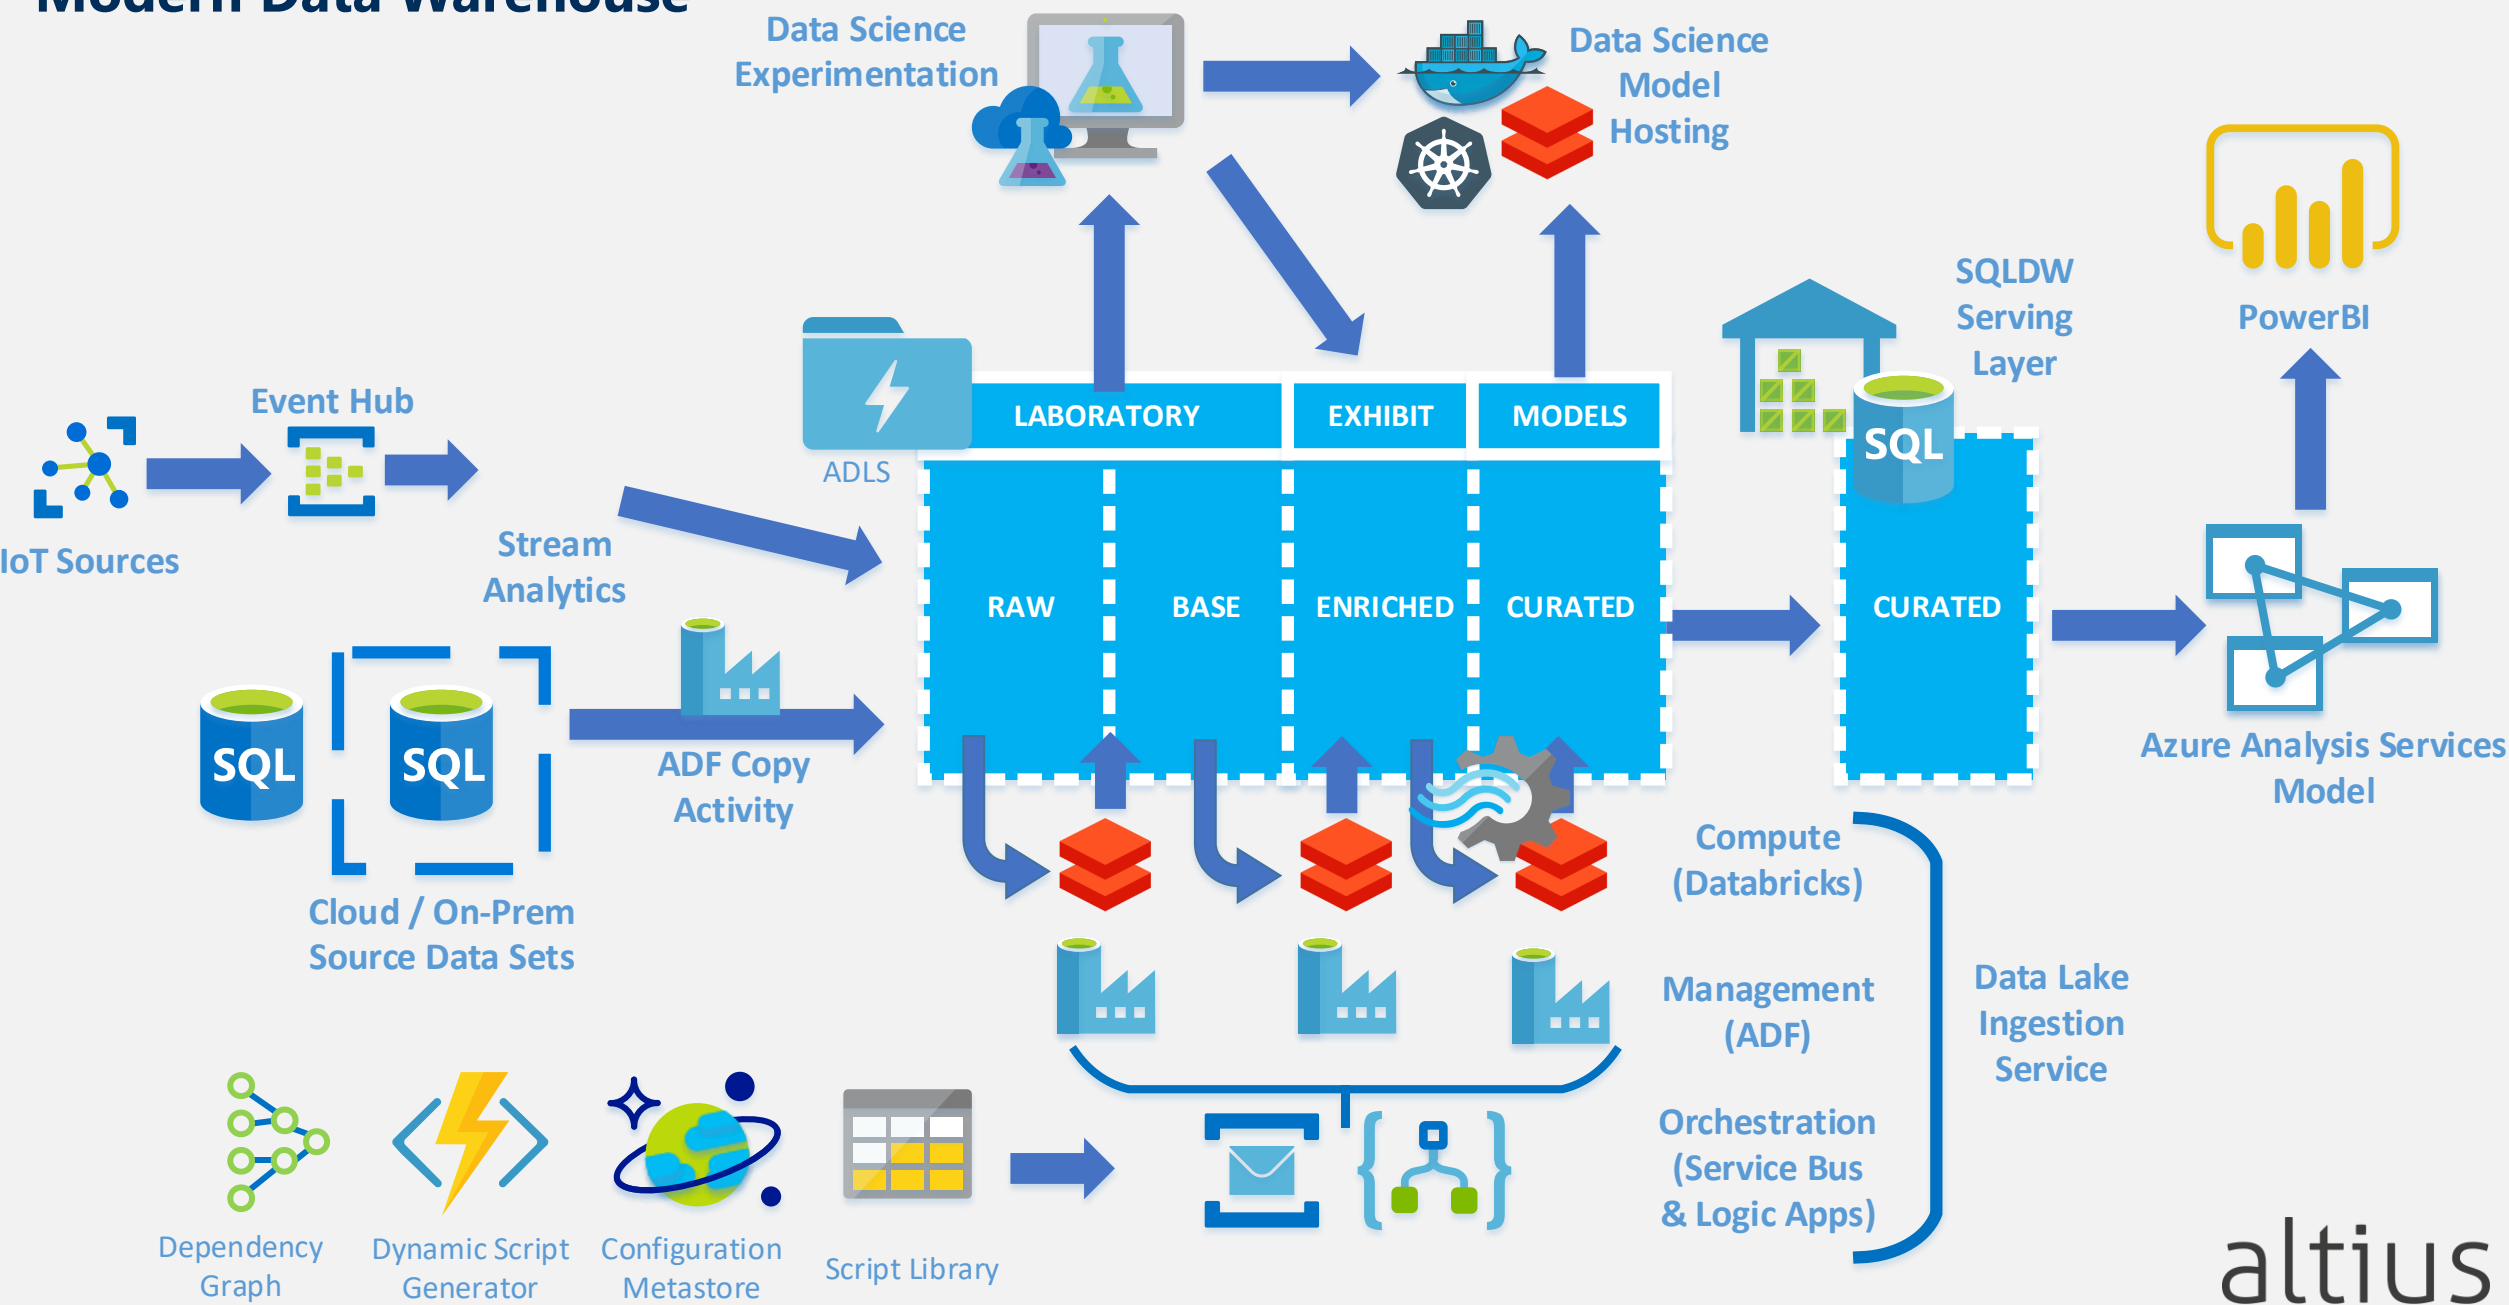 Modern Data Warehouse
Data Science
Experimentation
Data Science
Model
Hosting
SQLDW
Serving
Layer
PowerBI
Event Hub
ADLS
LABORATORY
EXHIBIT
MODELS
SQL
IoT Sources
Stream
Analytics
RAW
BASE
ENRICHED
CURATED
CURATED
SQL
SQL
ADF Copy
Activity
Azure Analysis Services
Model
Cloud / On-Prem
Source Data Sets
Compute
(Databricks)
Management
(ADF)
Orchestration
(Service Bus
& Logic Apps)
Data Lake
Ingestion
Service
Dependency
Graph
Dynamic Script
Generator
Configuration
Metastore
Script Library
altius